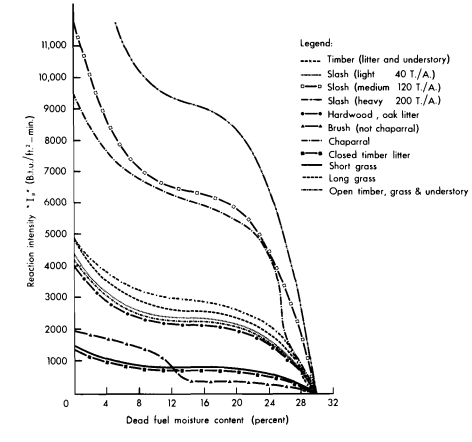 11,000
10,000
9000
8000
7000
6000
5000
4000
3000
2000
1000
Reaction intensity "I R" (B.t.u./ft.²–min.)
0
4
8
12
16
20
24
28
32
Dead fuel moisture content (percent)
Legend:
Timber (litter and understory)
Slash (light 40 T./A.)
Slosh (medium 120 T./A.)
Slash (heavy 200 T./A.)
Hardwood, oak litter
Brush (not chaparral)
Chaparral
Closed timber litter
Short grass
Long grass
Open timber, grass & understory